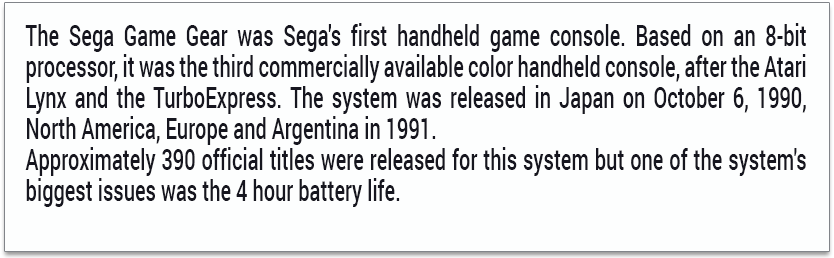 The Sega Game Gear was Sega's first handheld game console. Based on an 8-bit
processor, it was the third commercially available color handheld console, after the Atari
Lynx and the TurboExpress. The system was released in Japan on October 6, 1990,
North America, Europe and Argentina in 1991.
Approximately 390 official titles were released for this system but one of the system's
biggest issues was the 4 hour battery life.